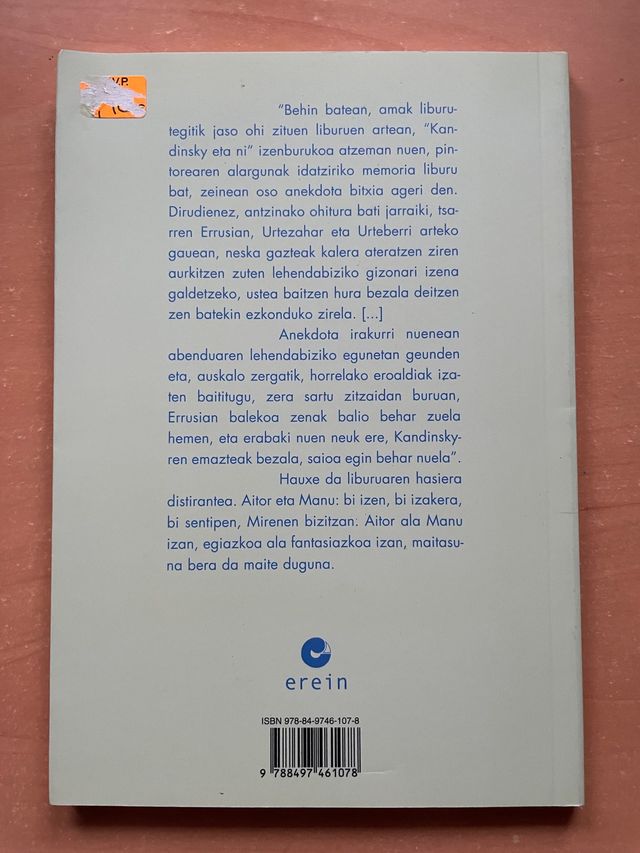 V.P.
"Behin batean, amak liburu-
tegitik jaso ohi zituen liburuen artean, "Kan-
dinsky eta ni" izenburukoa atzeman nuen, pin-
torearen alargunak idatziriko memoria liburu
bat, zeinean oso anekdota bitxia ageri den.
Dirudienez, antzinako ohitura bati jarraiki, tsa-
rren Errusian, Urtezahar eta Urteberri arteko
gauean, neska gazteak kalera ateratzen ziren
aurkitzen zuten lehendabiziko gizonari izena
galdetzeko, ustea baitzen hura bezala deitzen
zen batekin ezkonduko zirela. [...]
Anekdota irakurri nuenean
abenduaren lehendabiziko egunetan geunden
eta, auskalo zergatik, horrelako eroaldiak iza-
ten baititugu, zera sartu zitzaidan buruan,
Errusian balekoa zenak balio behar zuela
hemen, eta erabaki nuen neuk ere, Kandinsky-
ren emazteak bezala, saioa egin behar nuela".
Hauxe da liburuaren hasiera
distirantea. Aitor eta Manu: bi izen, bi izakera,
bi sentipen, Mirenen bizitzan. Aitor ala Manu
izan, egiazkoa ala fantasiazkoa izan, maitasu-
na bera da maite duguna.
erein
ISBN 978-84-9746-107-8
9 788497 461078